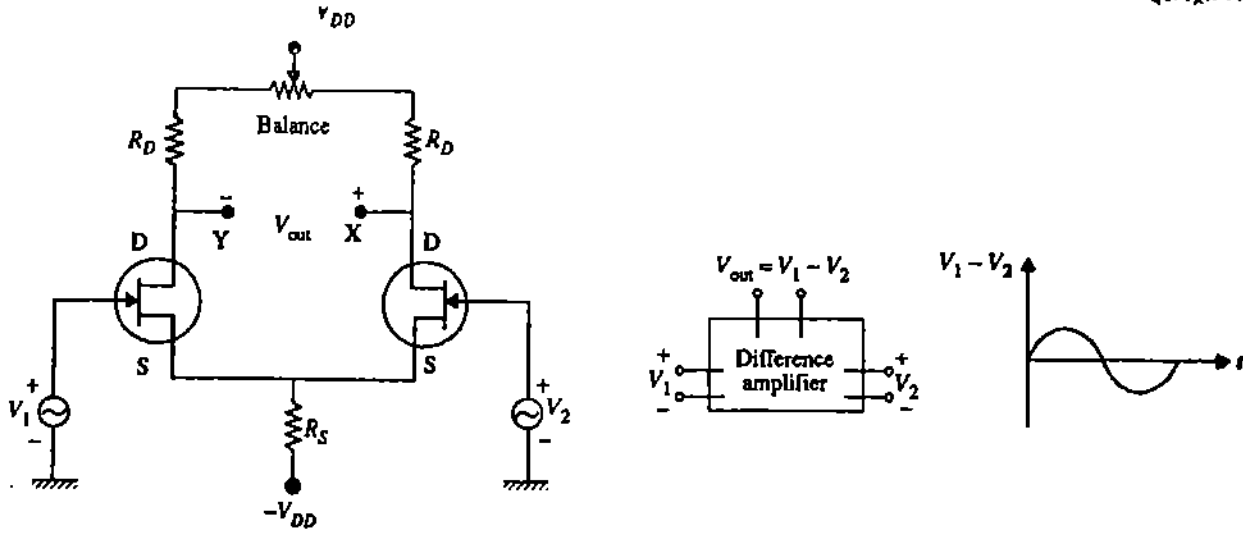 V_DD
Balance
R_D
R_D
−
+
Y
V_out
X
D
D
S
S
+
V_1
−
+
V_2
−
R_S
−V_DD
V_out = V_1 − V_2
Difference
amplifier
+
V_1
−
+
V_2
−
V_1 − V_2
t